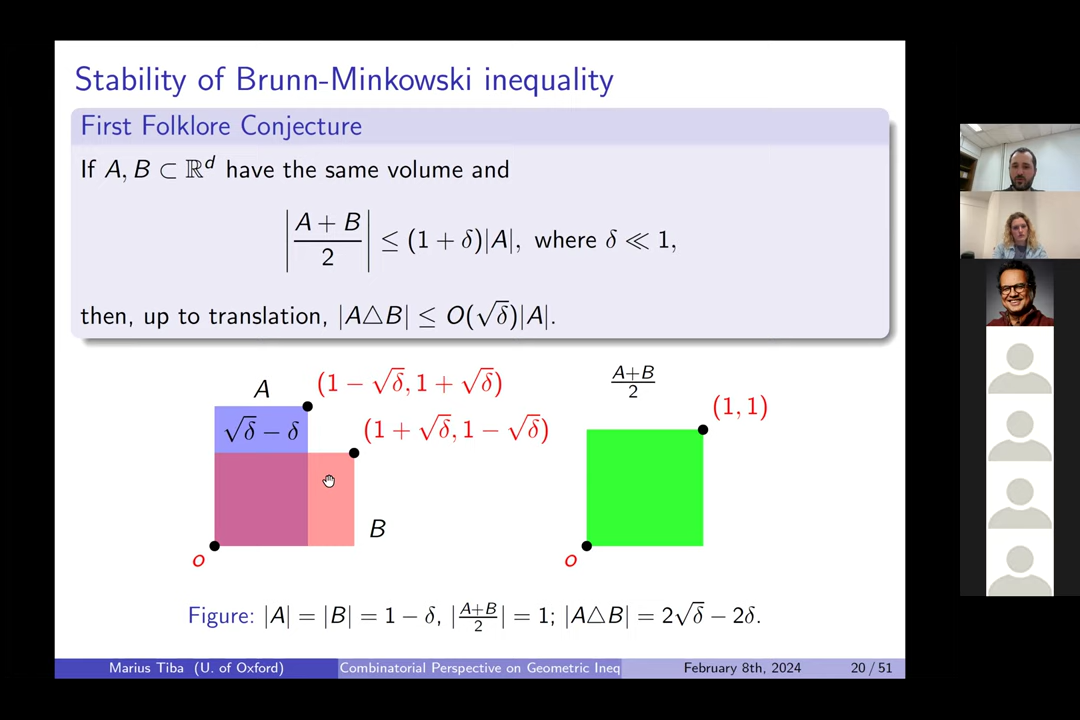 Stability of Brunn-Minkowski inequality
First Folklore Conjecture
If A, B ⊂ ℝᵈ have the same volume and
|A + B / 2| ≤ (1 + δ)|A|, where δ ≪ 1,
then, up to translation, |A△B| ≤ O(√δ)|A|.
A
(1 − √δ, 1 + √δ)
√δ − δ
(1 + √δ, 1 − √δ)
B
o
A+B / 2
(1, 1)
o
Figure: |A| = |B| = 1 − δ, |A+B / 2| = 1; |A△B| = 2√δ − 2δ.
Marius Tiba (U. of Oxford) Combinatorial Perspective on Geometric Ineq February 8th, 2024 20 / 51